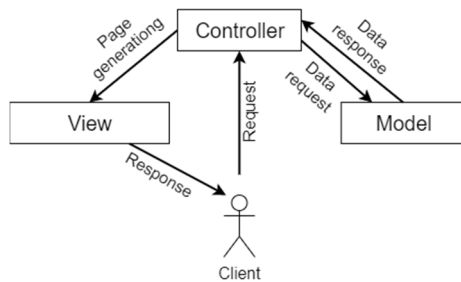 Page
generationg
Controller
Data
response
Data
request
View
Request
Model
Response
Client